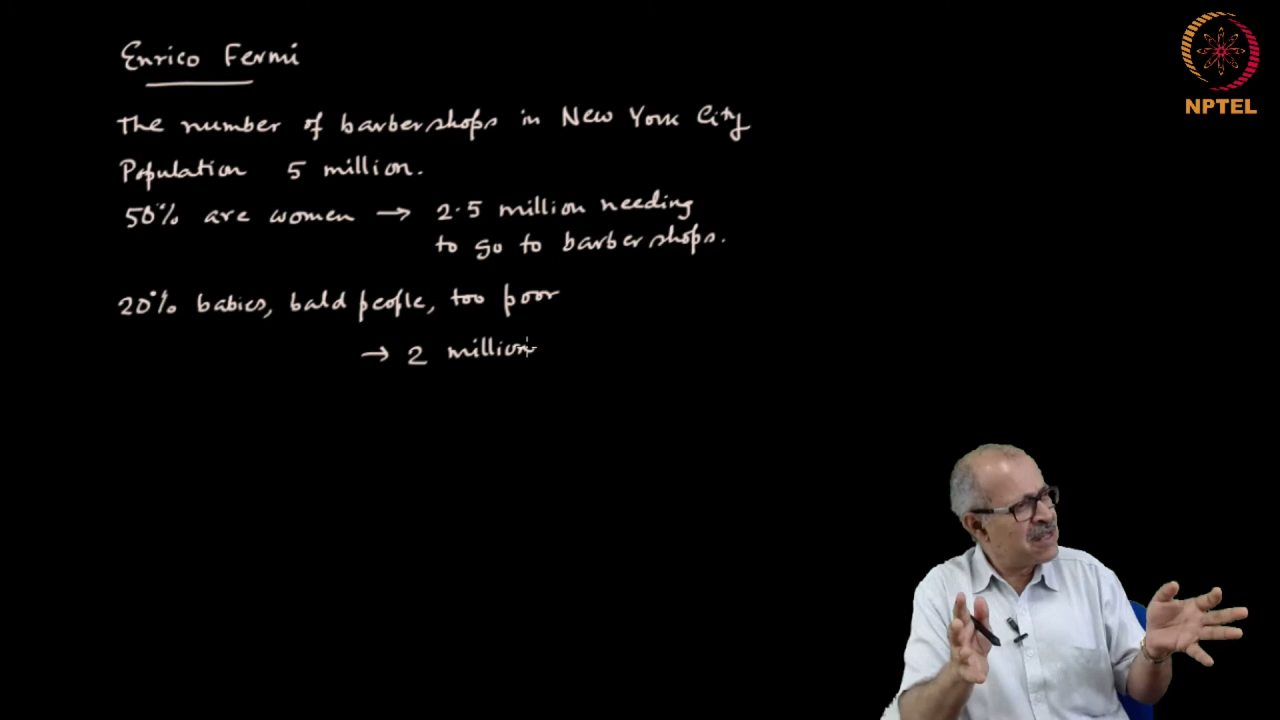 Enrico Fermi
The number of barbershops in New York City
Population 5 million.
50% are women → 2.5 million needing
to go to barbershops.
20% babies, bald people, too poor
→ 2 million
NPTEL